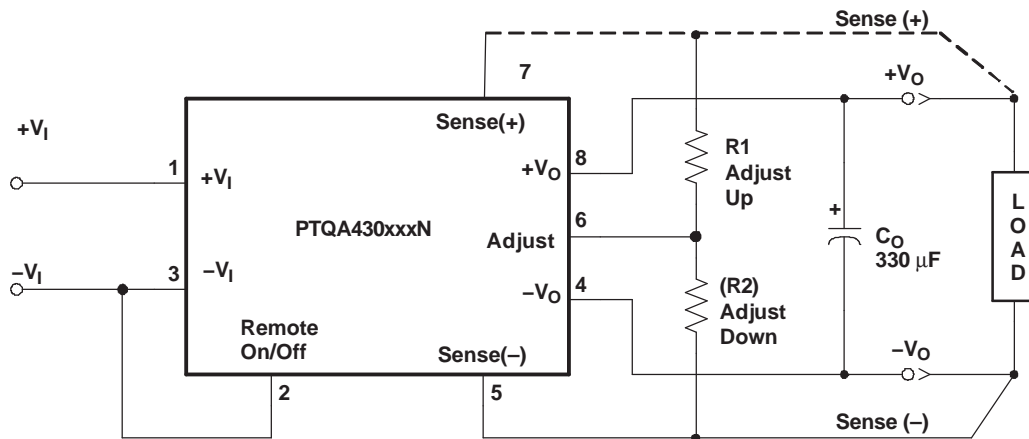 Sense (+)
7
+VO
+VI
Sense(+)
R1
Adjust
Up
8
+VO
1
+VI
L
O
A
D
PTQA430xxxN
6
Adjust
+
CO
330 μF
–VI
3
–VI
4
–VO
(R2)
Adjust
Down
Remote
On/Off
Sense(–)
–VO
2
5
Sense (–)